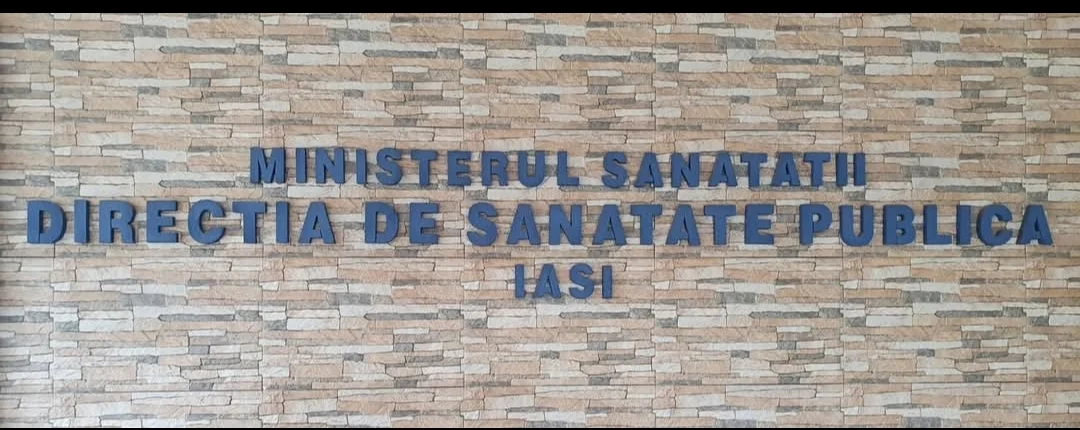 MINISTERUL SANATATII
DIRECTIA DE SANATATE PUBLICA
IASI